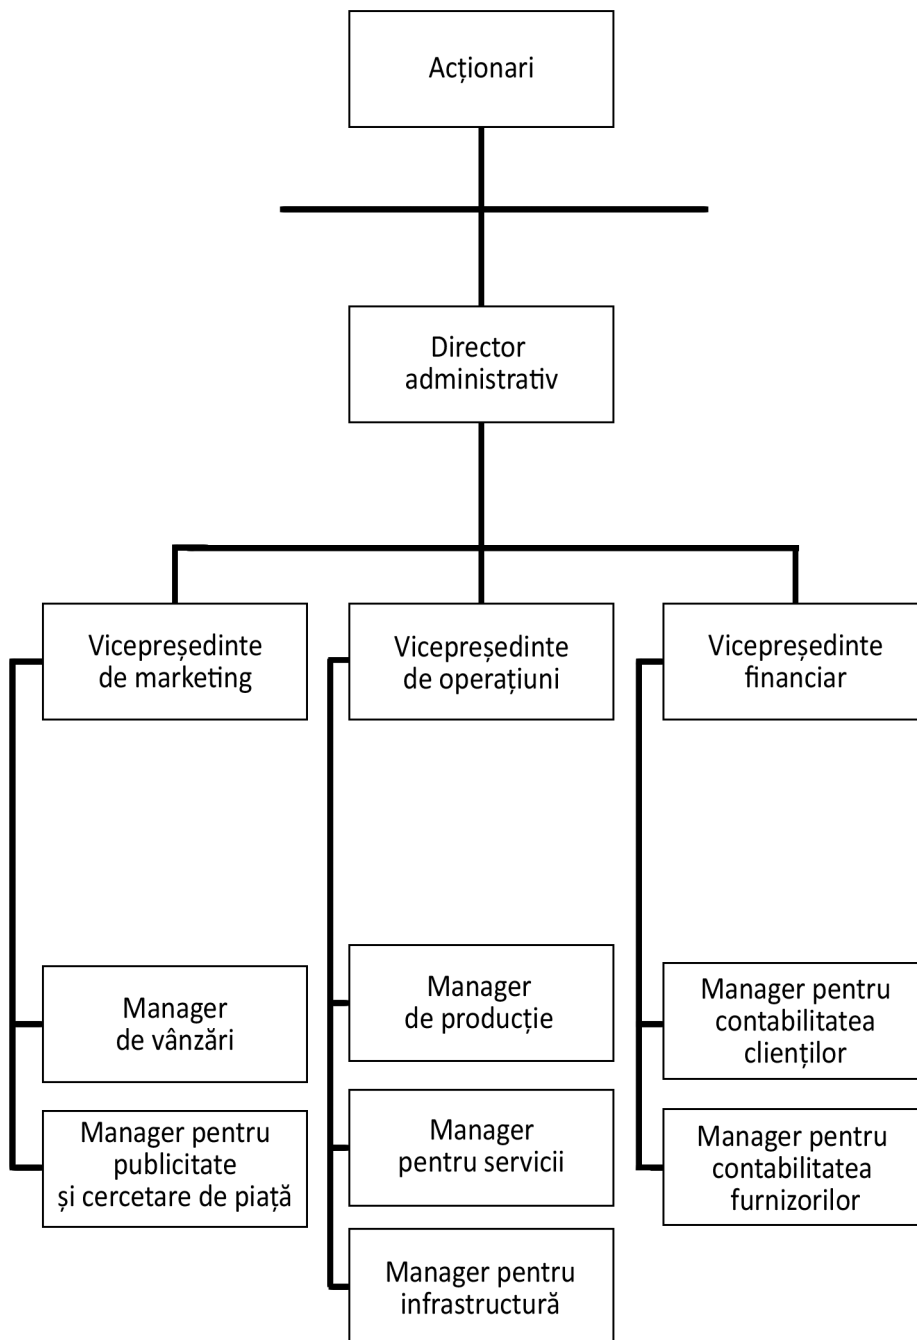 Acționari
Director
administrativ
Vicepreședinte
de marketing
Vicepreședinte
de operațiuni
Vicepreședinte
financiar
Manager
de vânzări
Manager pentru
publicitate
și cercetare de piață
Manager
de producție
Manager
pentru servicii
Manager pentru
infrastructură
Manager pentru
contabilitatea
clienților
Manager pentru
contabilitatea
furnizorilor